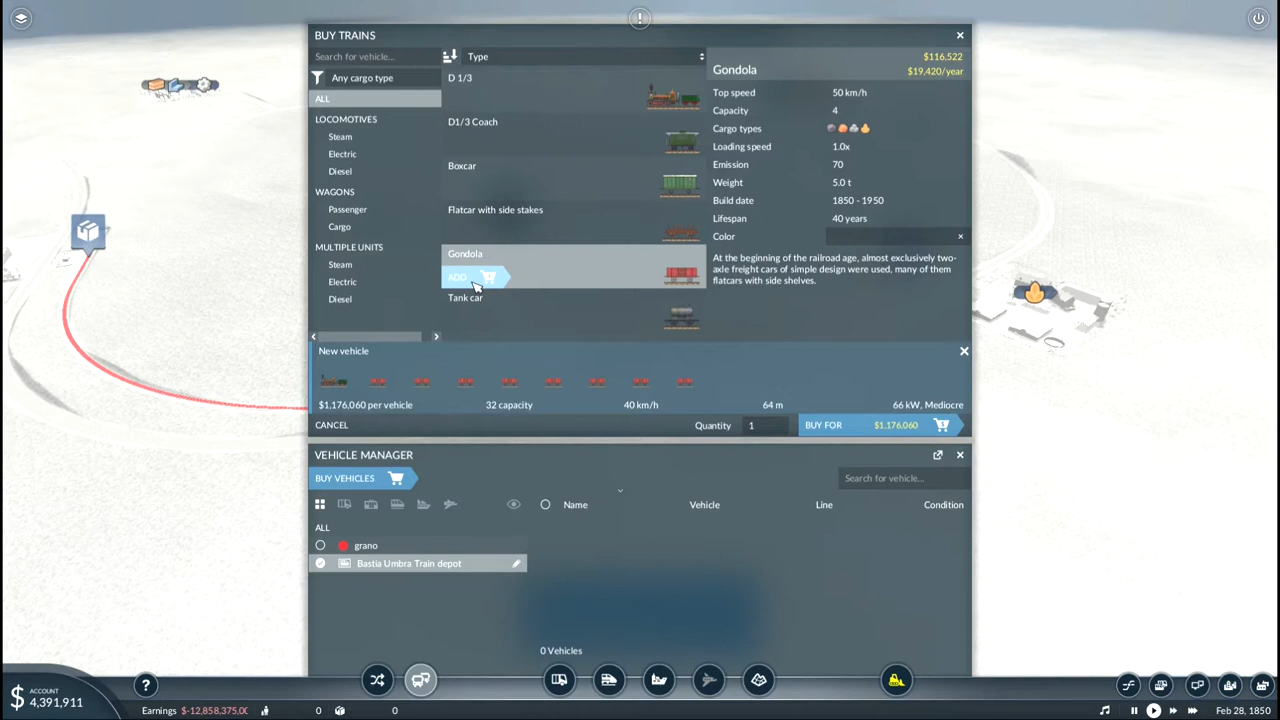 BUY TRAINS
Search for vehicle...
Type
$116,522
Any cargo type
D 1/3
Gondola
$19,420/year
ALL
Top speed 50 km/h
LOCOMOTIVES
Capacity 4
Steam
D1/3 Coach
Cargo types
Electric
Loading speed 1.0x
Diesel
Boxcar
Emission 70
WAGONS
Weight 5.0 t
Passenger
Flatcar with side stakes
Build date 1850 - 1950
Cargo
Lifespan 40 years
MULTIPLE UNITS
Color
Steam
Gondola
At the beginning of the railroad age, almost exclusively two-
Electric
ADD
axle freight cars of simple design were used, many of them
Diesel
Tank car
flatcars with side shelves.
New vehicle
$1,176,060 per vehicle 32 capacity 40 km/h 64 m 66 kW, Mediocre
CANCEL Quantity 1 BUY FOR $1,176,060
VEHICLE MANAGER
BUY VEHICLES
Search for vehicle...
Name Vehicle Line Condition
ALL
grano
Bastia Umbra Train depot
0 Vehicles
$ ACCOUNT
4,391,911
?
Earnings $-12,858,375,00 0 0
Feb 28, 1850